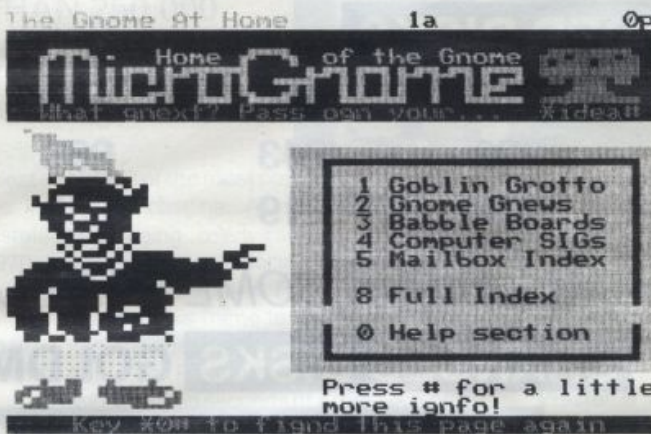 The Gnome At Home 1a 0p
Home of the Gnome
MicroGnome
What gnext? Pass ogn your... *idea#
1 Goblin Grotto
2 Gnome Gnews
3 Babble Boards
4 Computer SIGs
5 Mailbox Index
8 Full Index
0 Help section
Press # for a little
more ignfo!
Key *0# to fignd this page again